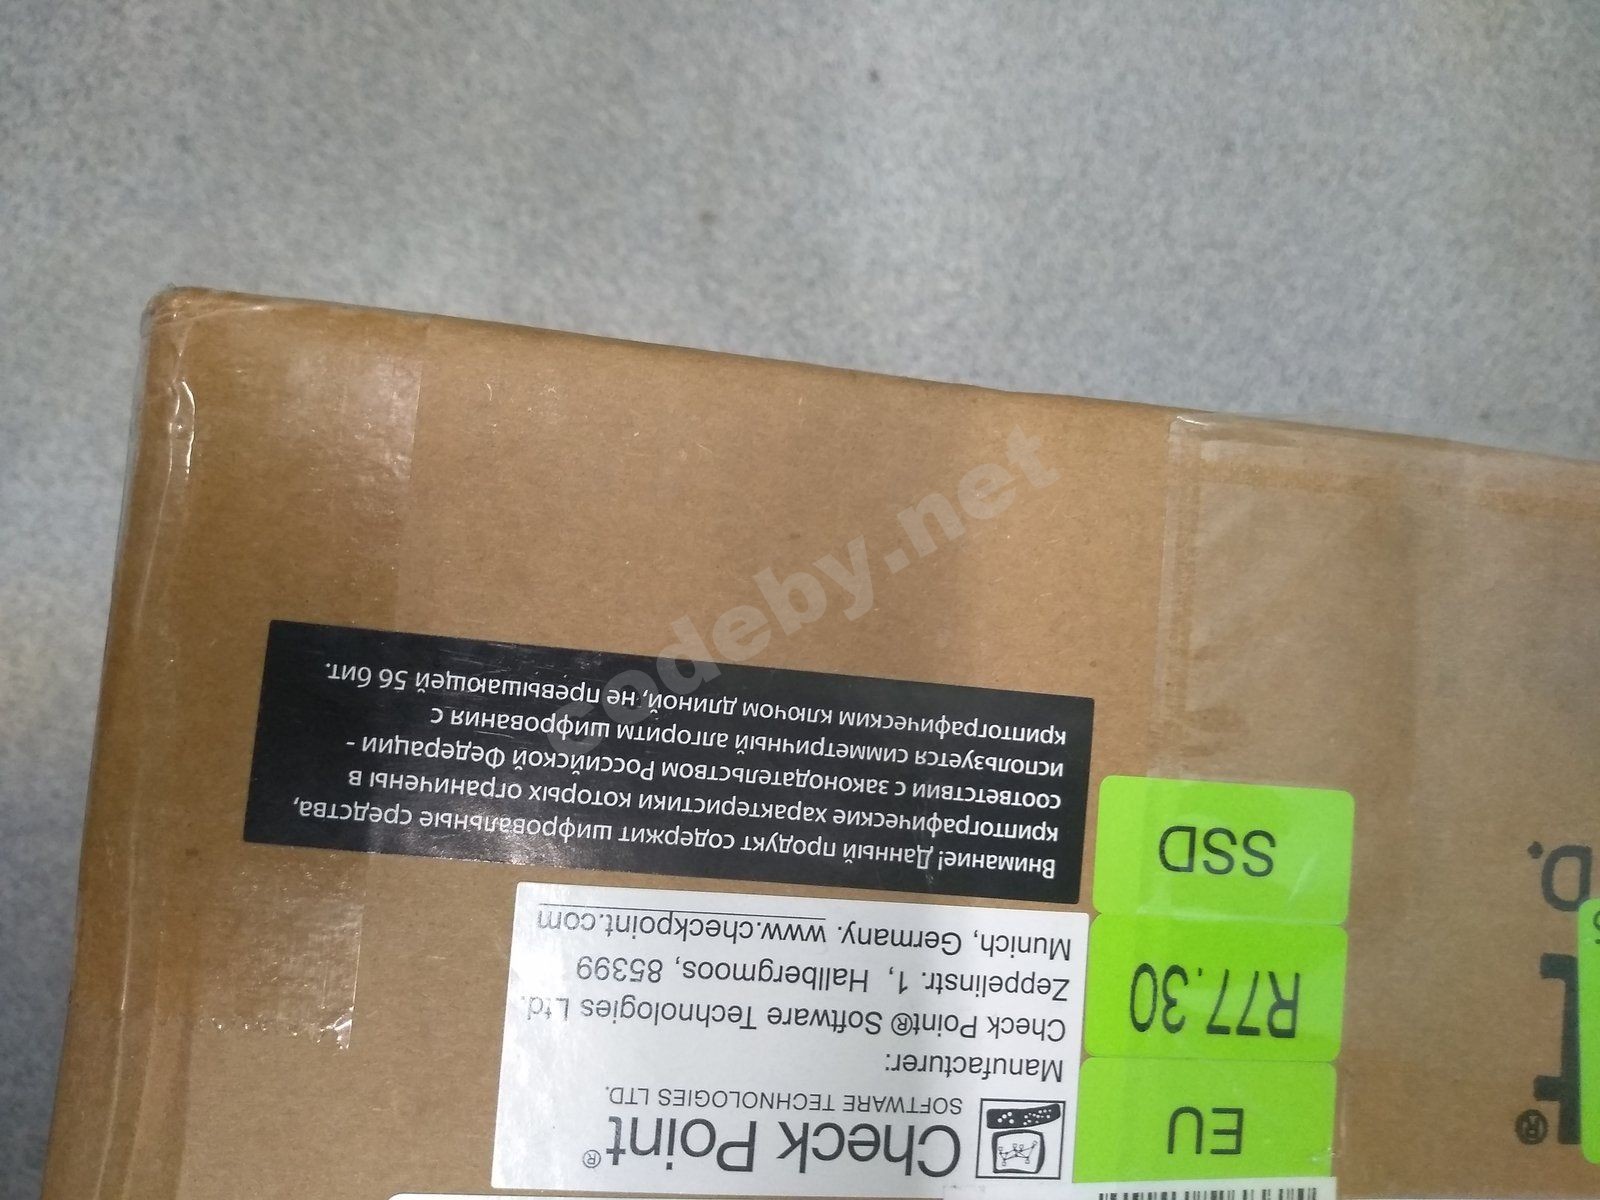 EU
R77.30
SSD
Check Point®
SOFTWARE TECHNOLOGIES LTD.
Manufacturer:
Check Point® Software Technologies Ltd.
Zeppelinstr. 1, Hallbergmoos, 85399
Munich, Germany. www.checkpoint.com
Внимание! Данный продукт содержит шифровальные средства,
криптографические характеристики которых ограничены в
соответствии с законодательством Российской Федерации -
используется симметричный алгоритм шифрования с
криптографическим ключом длиной, не превышающей 56 бит.
codeby.net